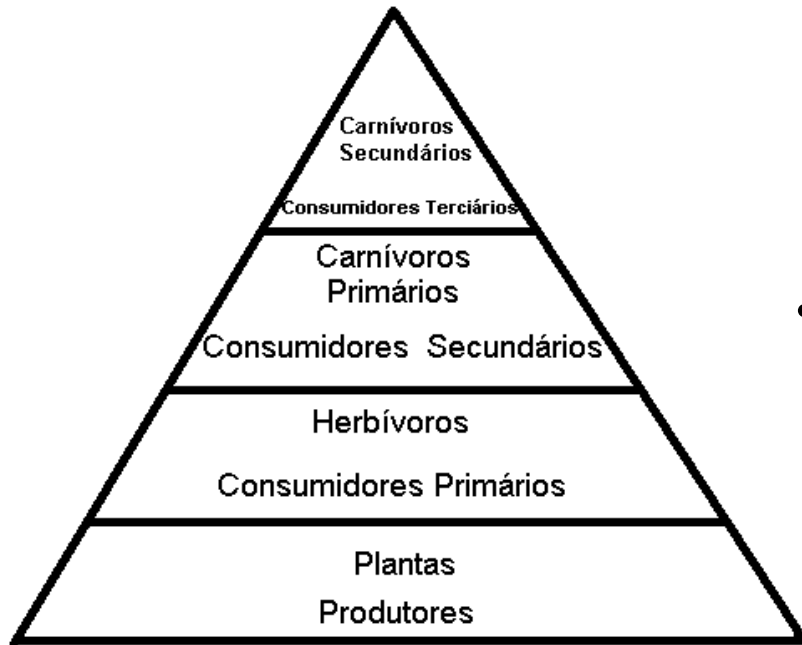 Carnívoros
Secundários
Consumidores Terciários
Carnívoros
Primários
Consumidores Secundários
Herbívoros
Consumidores Primários
Plantas
Produtores